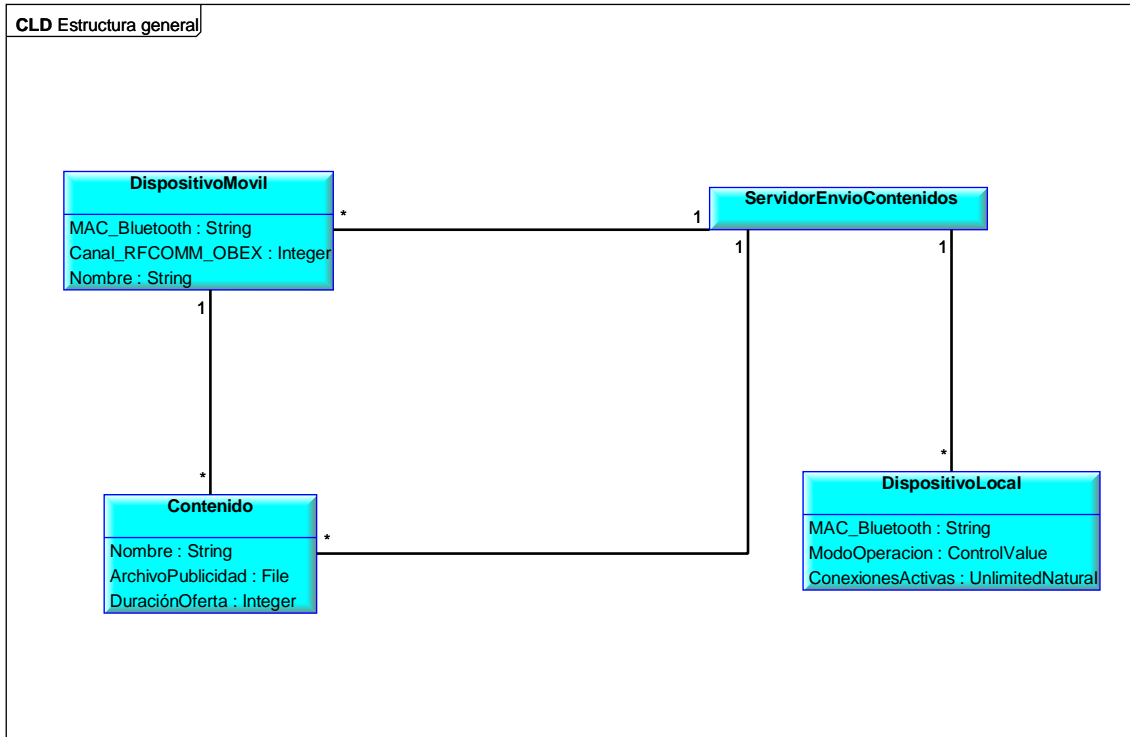 CLD Estructura general
DispositivoMovil
MAC_Bluetooth : String
Canal_RFCOMM_OBEX : Integer
Nombre : String
*
1
ServidorEnvioContenidos
1
1
1
*
*
Contenido
Nombre : String
ArchivoPublicidad : File
DuraciónOferta : Integer
*
DispositivoLocal
MAC_Bluetooth : String
ModoOperacion : ControlValue
ConexionesActivas : UnlimitedNatural